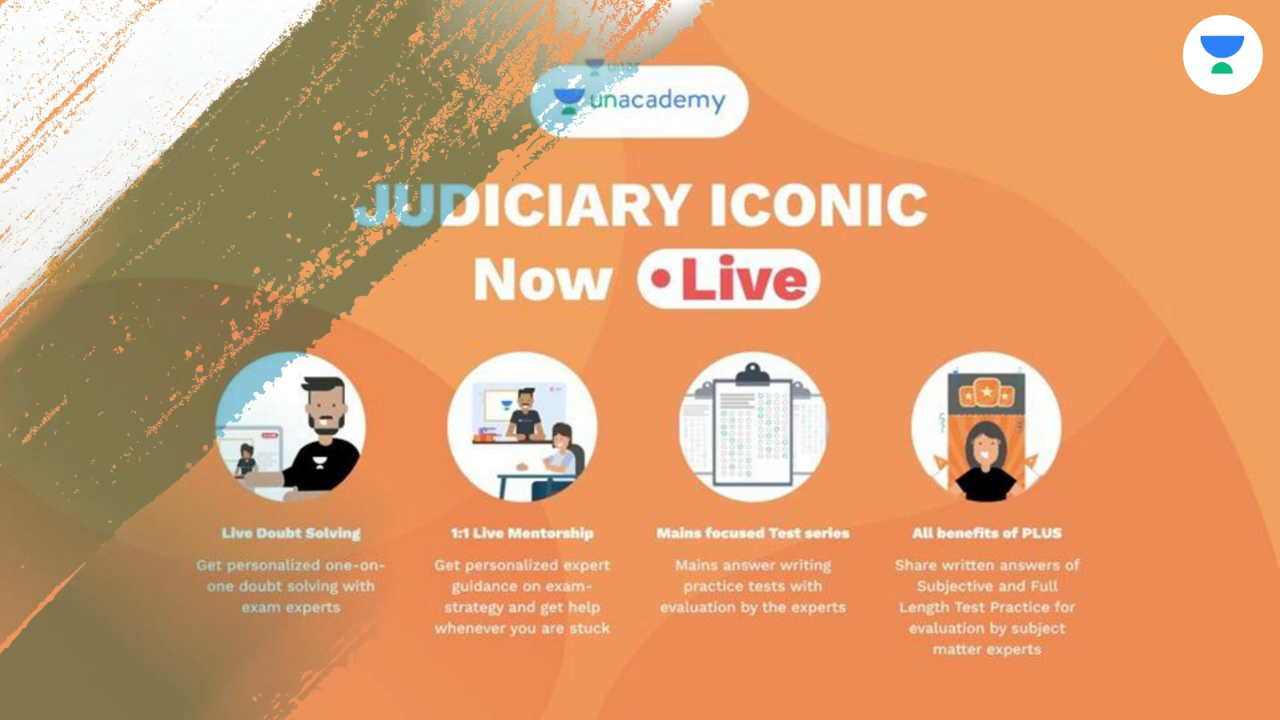 unac
unacademy
JUDICIARY ICONIC
Now • Live
Live Doubt Solving
Get personalized one-on-
one doubt solving with
exam experts
1:1 Live Mentorship
Get personalized expert
guidance on exam-
strategy and get help
whenever you are stuck
Mains focused Test series
Mains answer writing
practice tests with
evaluation by the experts
All benefits of PLUS
Share written answers of
Subjective and Full
Length Test Practice for
evaluation by subject
matter experts